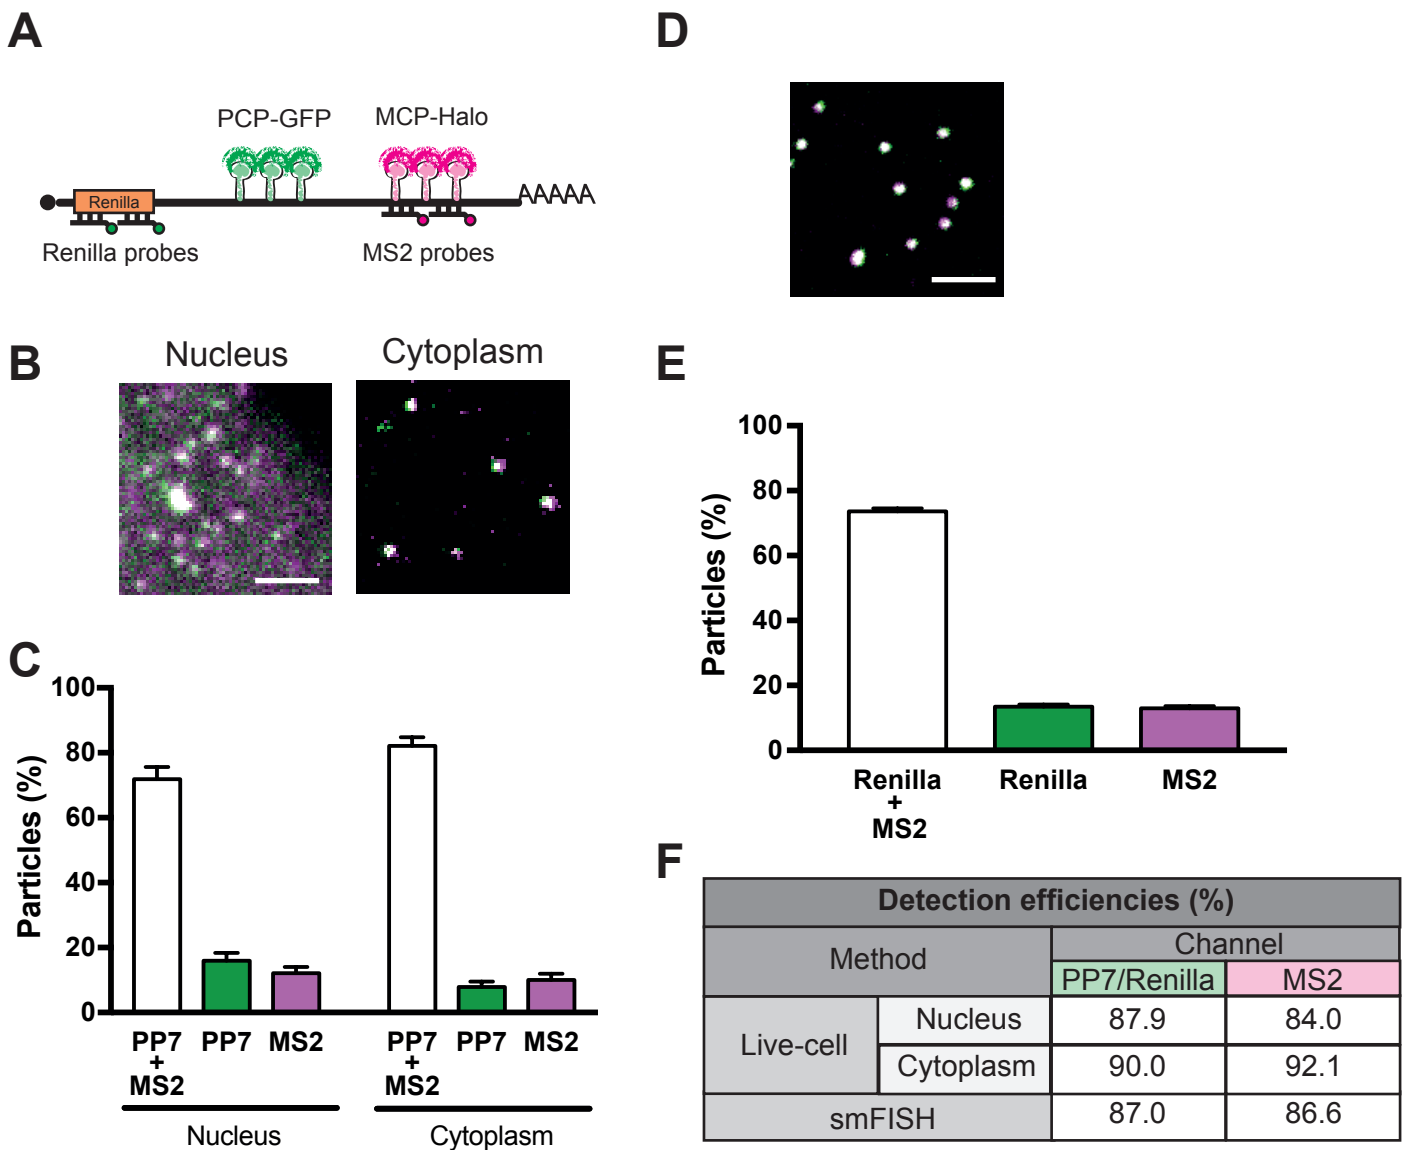 A
PCP-GFP
MCP-Halo
Renilla
AAAAA
Renilla probes
MS2 probes
B
Nucleus
Cytoplasm
C
Particles (%)
100
80
60
40
20
0
PP7
+
MS2
PP7
MS2
PP7
+
MS2
PP7
MS2
Nucleus
Cytoplasm
D
E
Particles (%)
100
80
60
40
20
0
Renilla
+
MS2
Renilla
MS2
F
Detection efficiencies (%)
Method
Channel
PP7/Renilla
MS2
Live-cell
Nucleus
87.9
84.0
Cytoplasm
90.0
92.1
smFISH
87.0
86.6